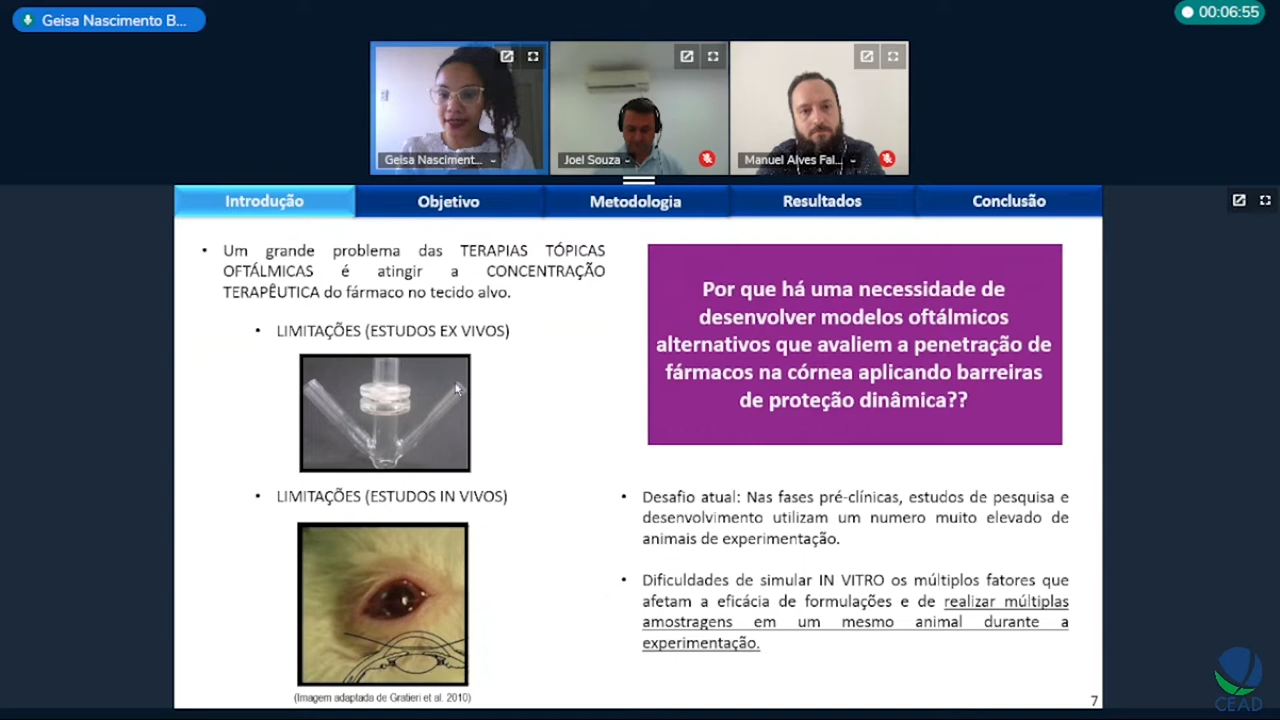 Geisa Nascimento B...
00:06:55
Geisa Nasciment...
Joel Souza
Manuel Alves Fal...
Introdução
Objetivo
Metodologia
Resultados
Conclusão
• Um grande problema das TERAPIAS TÓPICAS
OFTÁLMICAS é atingir a CONCENTRAÇÃO
TERAPÊUTICA do fármaco no tecido alvo.
• LIMITAÇÕES (ESTUDOS EX VIVOS)
• LIMITAÇÕES (ESTUDOS IN VIVOS)
(Imagem adaptada de Gratieri et al. 2010)
Por que há uma necessidade de
desenvolver modelos oftálmicos
alternativos que avaliem a penetração de
fármacos na córnea aplicando barreiras
de proteção dinâmica??
• Desafio atual: Nas fases pré-clínicas, estudos de pesquisa e
desenvolvimento utilizam um numero muito elevado de
animais de experimentação.
• Dificuldades de simular IN VITRO os múltiplos fatores que
afetam a eficácia de formulações e de realizar múltiplas
amostragens em um mesmo animal durante a
experimentação.
7
CEAD